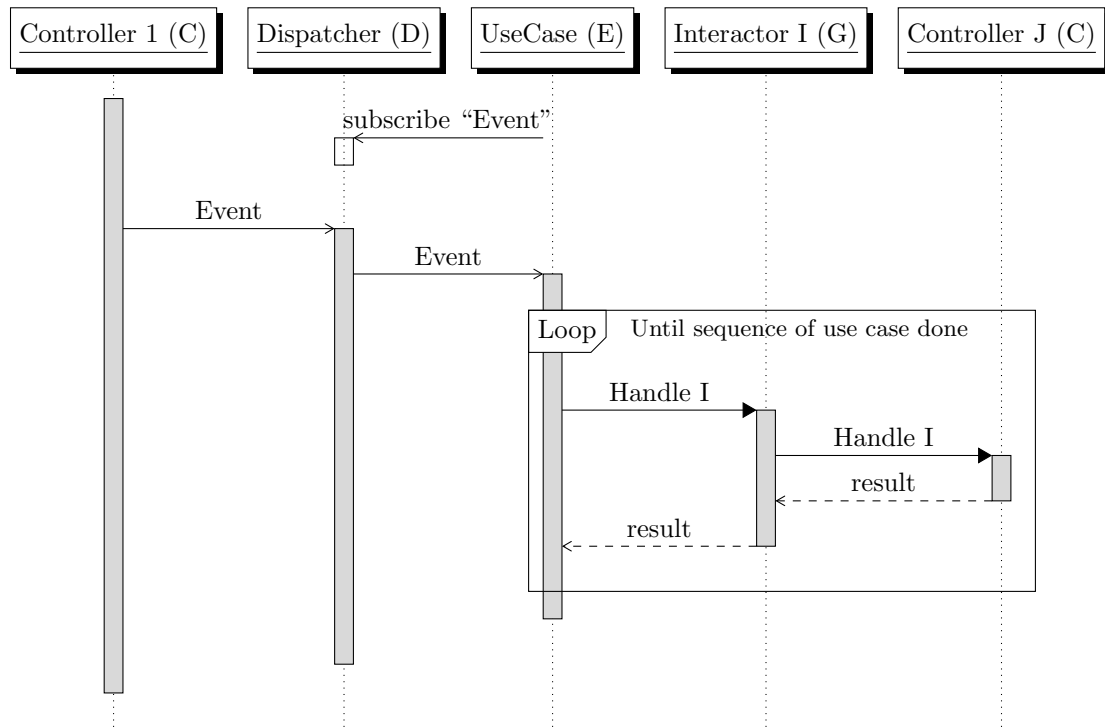 Controller 1 (C)
Dispatcher (D)
UseCase (E)
Interactor I (G)
Controller J (C)
subscribe “Event”
Event
Event
Loop
Until sequence of use case done
Handle I
Handle I
result
result